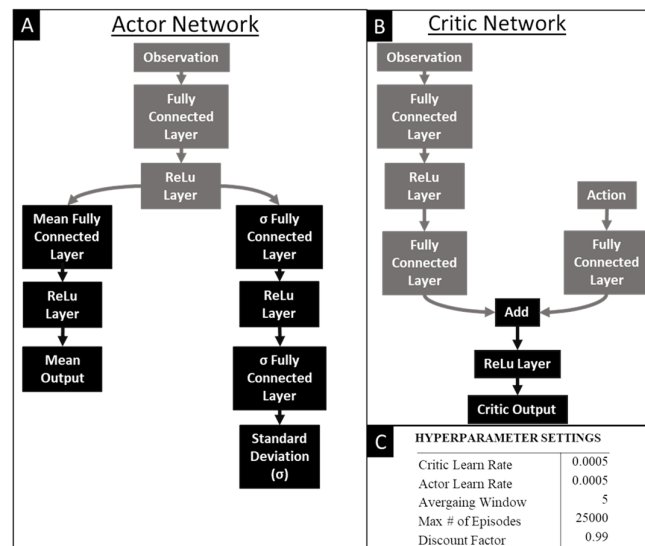 A
Actor Network
Observation
Fully
Connected
Layer
ReLu
Layer
Mean Fully
Connected
Layer
ReLu
Layer
Mean
Output
σ Fully
Connected
Layer
ReLu
Layer
σ Fully
Connected
Layer
Standard
Deviation
(σ)
B
Critic Network
Observation
Fully
Connected
Layer
ReLu
Layer
Fully
Connected
Layer
Action
Fully
Connected
Layer
Add
ReLu Layer
Critic Output
C
HYPERPARAMETER SETTINGS
Critic Learn Rate 0.0005
Actor Learn Rate 0.0005
Avergaing Window 5
Max # of Episodes 25000
Discount Factor 0.99